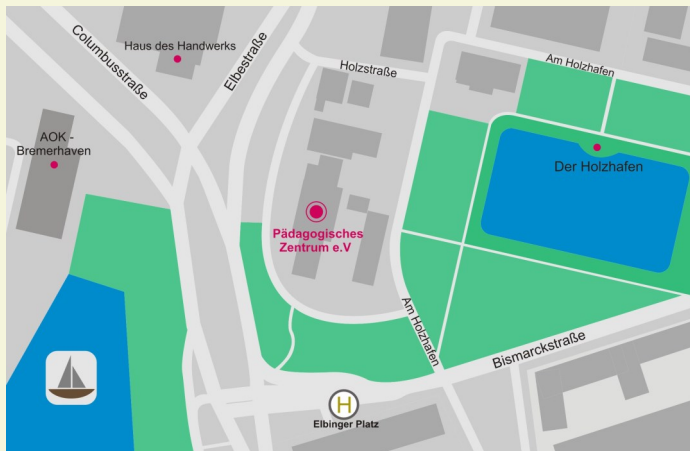 Columbusstraße
Haus des Handwerks
Elbestraße
Holzstraße
Am Holzhafen
AOK -
Bremerhaven
Der Holzhafen
Pädagogisches
Zentrum e.V
Am Holzhafen
Bismarckstraße
H
Elbinger Platz